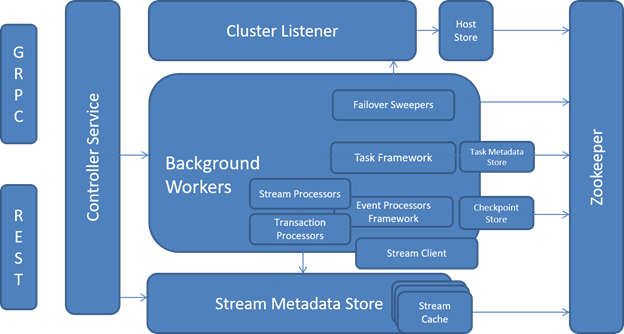 GRPC
REST
Controller Service
Cluster Listener
Host
Store
Zookeeper
Background
Workers
Failover Sweepers
Task Framework
Task Metadata
Store
Stream Processors
Event Processors
Framework
Checkpoint
Store
Transaction
Processors
Stream Client
Stream Metadata Store
Stream
Cache